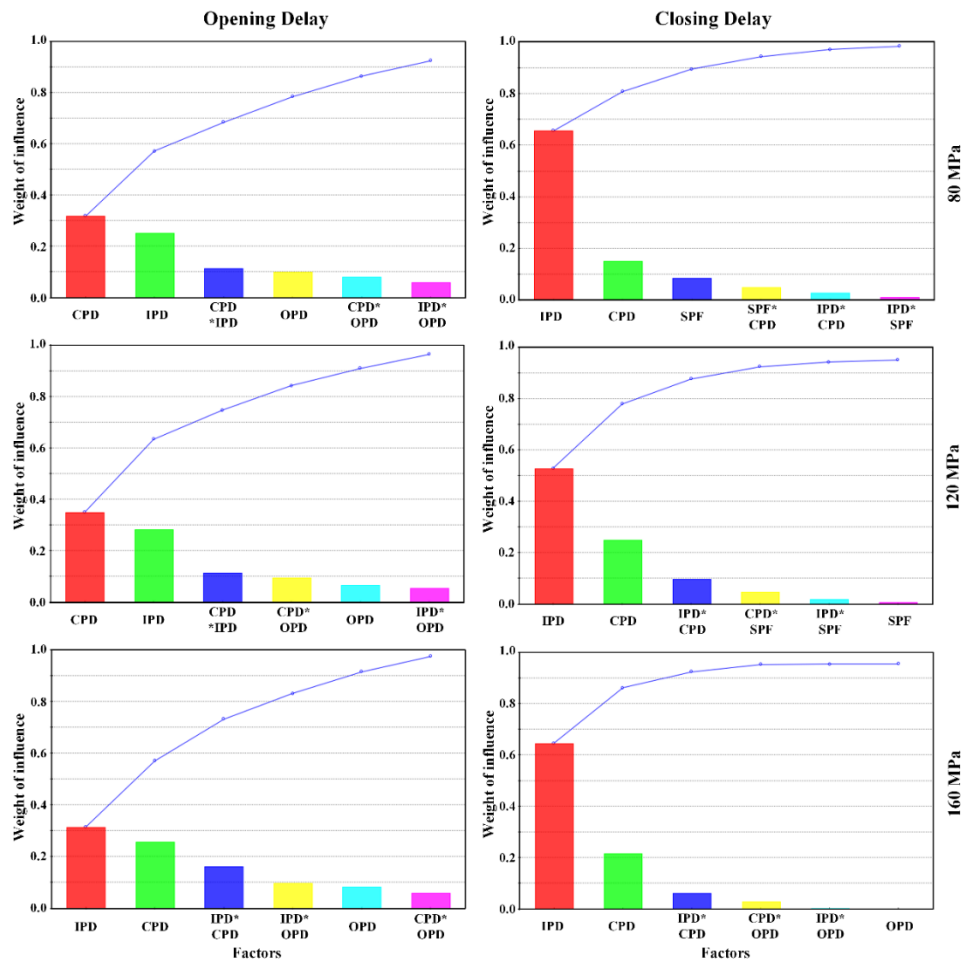 Opening Delay
Closing Delay
Weight of influence
1.0
0.8
0.6
0.4
0.2
0.0
CPD
IPD
CPD
*IPD
OPD
CPD*
OPD
IPD*
OPD
Weight of influence
1.0
0.8
0.6
0.4
0.2
0.0
IPD
CPD
SPF
SPF*
CPD
IPD*
CPD
IPD*
SPF
80 MPa
Weight of influence
1.0
0.8
0.6
0.4
0.2
0.0
CPD
IPD
CPD
*IPD
CPD*
OPD
OPD
IPD*
OPD
Weight of influence
1.0
0.8
0.6
0.4
0.2
0.0
IPD
CPD
IPD*
CPD
CPD*
SPF
IPD*
SPF
SPF
120 MPa
Weight of influence
1.0
0.8
0.6
0.4
0.2
0.0
IPD
CPD
IPD*
CPD
IPD*
OPD
OPD
CPD*
OPD
Factors
Weight of influence
1.0
0.8
0.6
0.4
0.2
0.0
IPD
CPD
IPD*
CPD
CPD*
OPD
IPD*
OPD
OPD
Factors
160 MPa